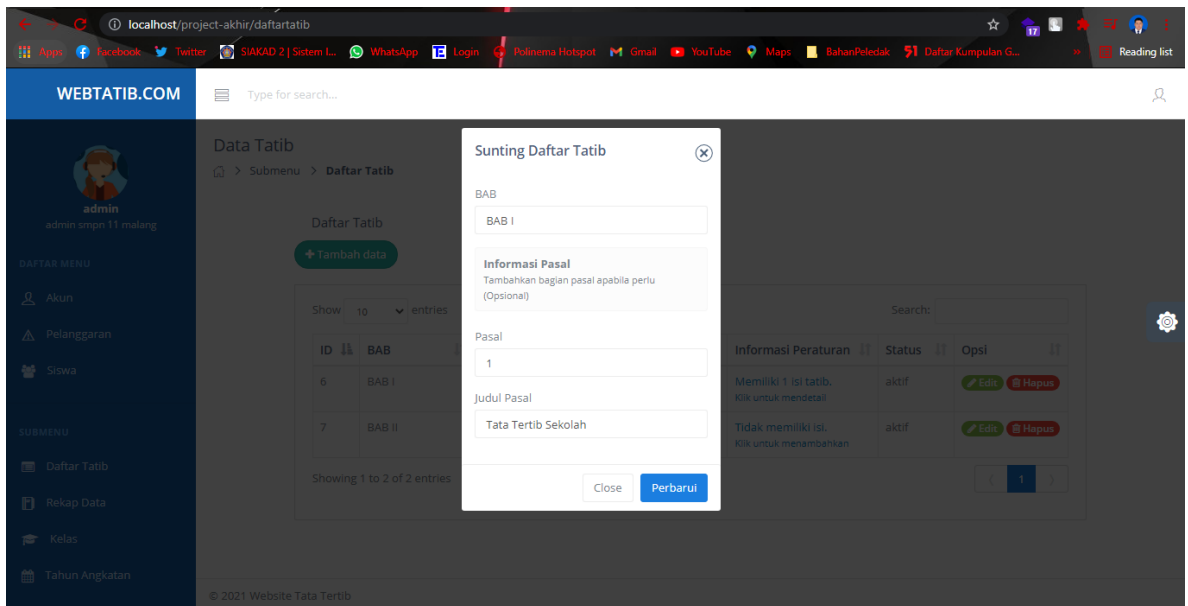 localhost/project-akhir/daftartatib
17
Apps Facebook Twitter SIAKAD 2 | Sistem I... WhatsApp Login Polinema Hotspot Gmail YouTube Maps BahanPeledak 51 Daftar Kumpulan G... » Reading list
WEBTATIB.COM
Type for search...
admin
admin smpn 11 malang
DAFTAR MENU
Akun
Pelanggaran
Siswa
SUBMENU
Daftar Tatib
Rekap Data
Kelas
Tahun Angkatan
Data Tatib
> Submenu > Daftar Tatib
Daftar Tatib
+Tambah data
Show 10 entries
Search:
ID BAB Informasi Peraturan Status Opsi
6 BAB I Memiliki 1 isi tatib. aktif Edit Hapus
Klik untuk mendetail
7 BAB II Tidak memiliki isi. aktif Edit Hapus
Klik untuk menambahkan
Showing 1 to 2 of 2 entries
< 1 >
Sunting Daftar Tatib
BAB
BAB I
Informasi Pasal
Tambahkan bagian pasal apabila perlu
(Opsional)
Pasal
1
Judul Pasal
Tata Tertib Sekolah
Close Perbarui
© 2021 Website Tata Tertib